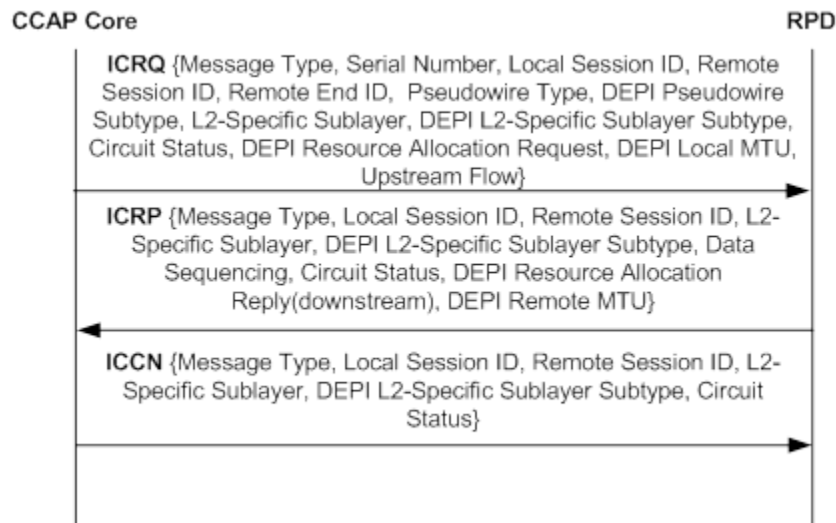 CCAP Core
RPD
ICRQ {Message Type, Serial Number, Local Session ID, Remote
Session ID, Remote End ID, Pseudowire Type, DEPI Pseudowire
Subtype, L2-Specific Sublayer, DEPI L2-Specific Sublayer Subtype,
Circuit Status, DEPI Resource Allocation Request, DEPI Local MTU,
Upstream Flow}
ICRP {Message Type, Local Session ID, Remote Session ID, L2-
Specific Sublayer, DEPI L2-Specific Sublayer Subtype, Data
Sequencing, Circuit Status, DEPI Resource Allocation
Reply(downstream), DEPI Remote MTU}
ICCN {Message Type, Local Session ID, Remote Session ID, L2-
Specific Sublayer, DEPI L2-Specific Sublayer Subtype, Circuit
Status}